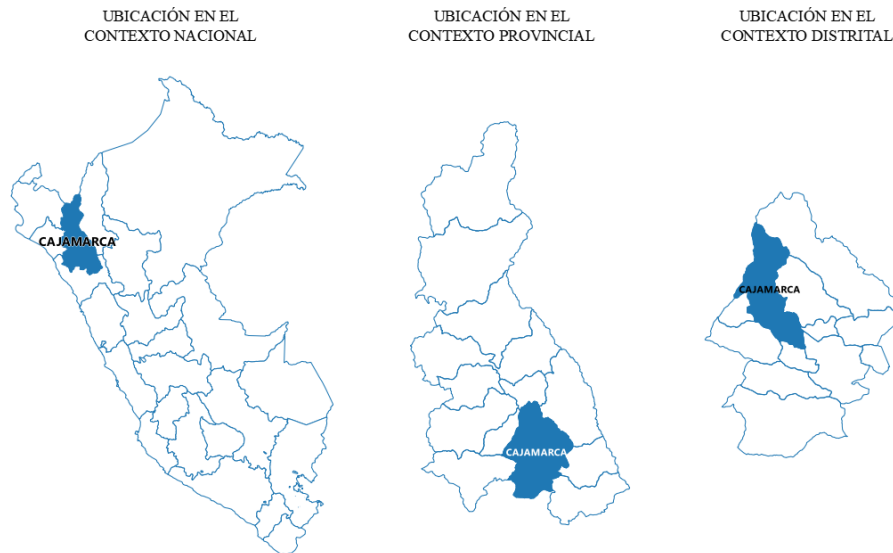 UBICACIÓN EN EL
CONTEXTO NACIONAL
UBICACIÓN EN EL
CONTEXTO PROVINCIAL
UBICACIÓN EN EL
CONTEXTO DISTRITAL
CAJAMARCA
CAJAMARCA
CAJAMARCA